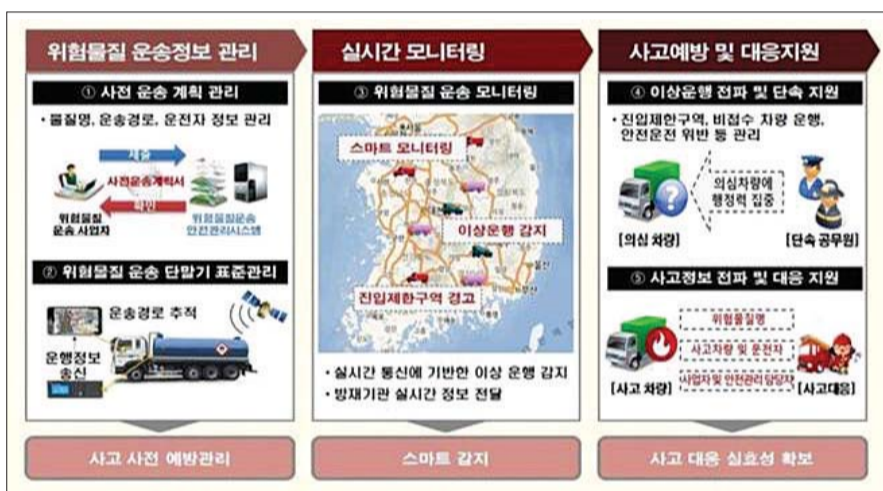 위험물질 운송정보 관리
① 사전 운송 계획 관리
• 물질명, 운송경로, 운전자 정보 관리
제출
사전운송계획서
확인
위험물질
운송 사업자
위험물질운송
안전관리시스템
② 위험물질 운송 단말기 표준관리
운송경로 추적
운행정보
송신
사고 사전 예방관리
실시간 모니터링
③ 위험물질 운송 모니터링
스마트 모니터링
이상운행 감지
진입제한구역 경고
울산
부산
• 실시간 통신에 기반한 이상 운행 감지
• 방재기관 실시간 정보 전달
스마트 감지
사고예방 및 대응지원
④ 이상운행 전파 및 단속 지원
• 진입제한구역, 비접수 차량 운행,
안전운전 위반 등 관리
의심차량에
행정력 집중
[의심 차량]
[단속 공무원]
⑤ 사고정보 전파 및 대응 지원
위험물질명
사고차량 및 운전자
사업자 및 안전관리 담당자
[사고 차량]
[사고대응]
사고 대응 실효성 확보